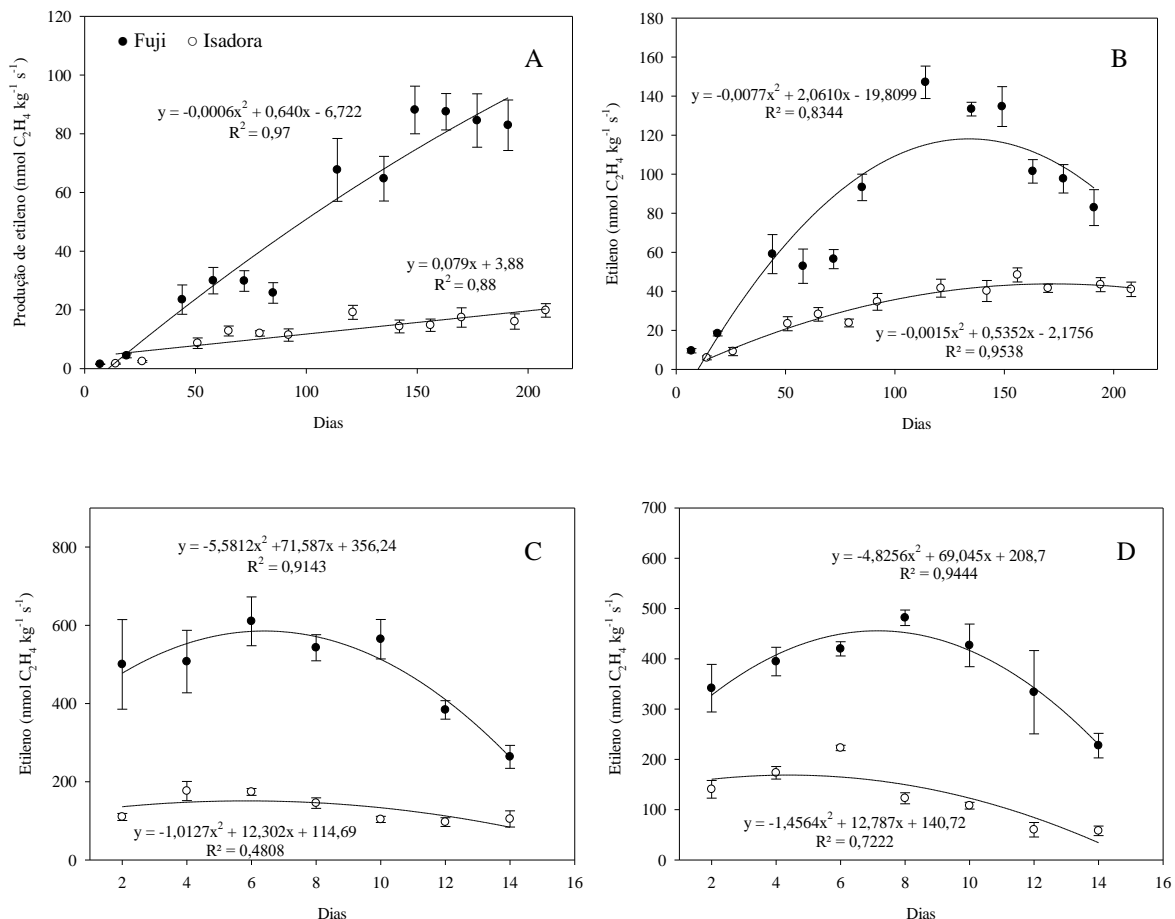 120
100
80
60
40
20
0
Produção de etileno (nmol C2H4 kg-1 s-1)
Fuji Isadora
A
y = -0,0006x2 + 0,640x - 6,722
R2 = 0,97
y = 0,079x + 3,88
R2 = 0,88
0 50 100 150 200
Dias
180
160
140
120
100
80
60
40
20
0
Etileno (nmol C2H4 kg-1 s-1)
B
y = -0,0077x2 + 2,0610x - 19,8099
R² = 0,8344
y = -0,0015x2 + 0,5352x - 2,1756
R² = 0,9538
0 50 100 150 200
Dias
800
600
400
200
0
Etileno (nmol C2H4 kg-1 s-1)
C
y = -5,5812x2 +71,587x + 356,24
R2 = 0,9143
y = -1,0127x2 + 12,302x + 114,69
R² = 0,4808
2 4 6 8 10 12 14 16
Dias
700
600
500
400
300
200
100
0
Etileno (nmol C2H4 kg-1 s-1)
D
y = -4,8256x2 + 69,045x + 208,7
R² = 0,9444
y = -1,4564x2 + 12,787x + 140,72
R² = 0,7222
2 4 6 8 10 12 14 16
Dias